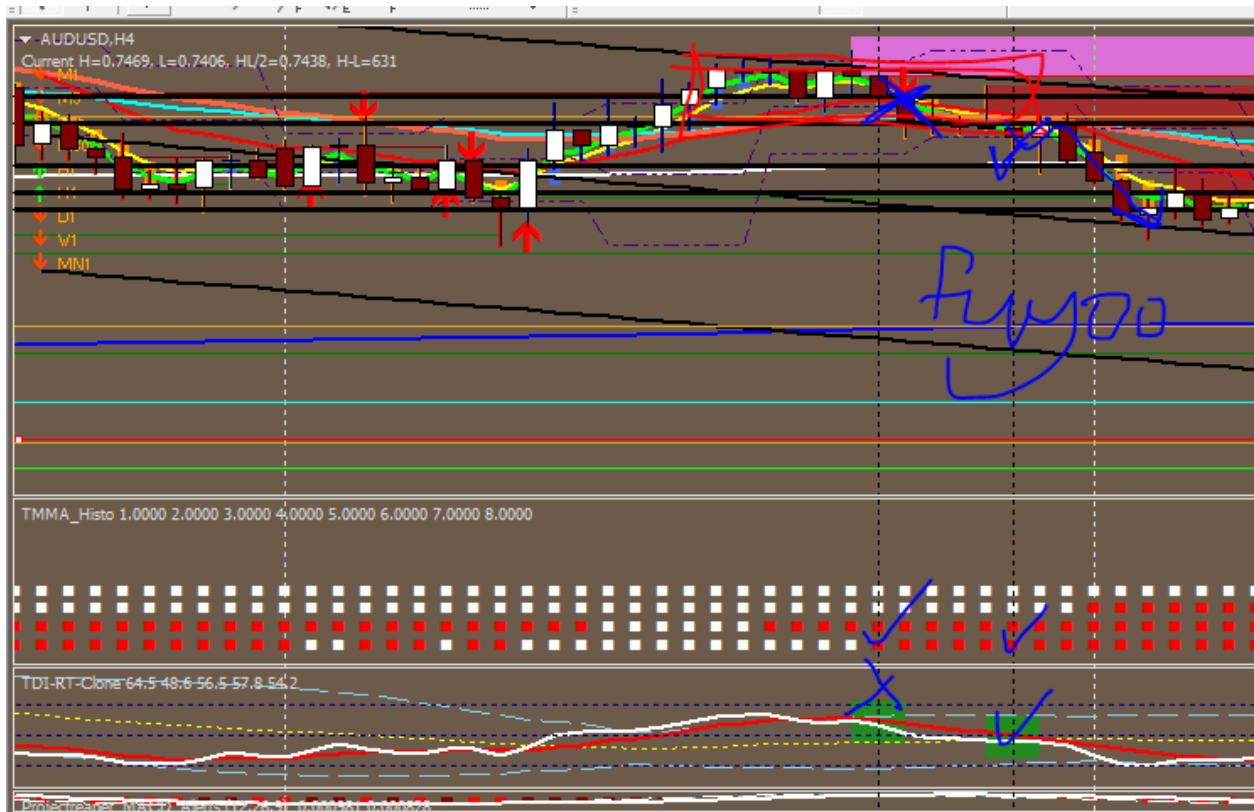 AUDUSD,H4
Current H=0.7469, L=0.7406, HL/2=0.7438, H-L=631
M1
H1
D1
W1
MN1
TMMA_Histo 1.0000 2.0000 3.0000 4.0000 5.0000 6.0000 7.0000 8.0000
TDI-RT-Clone 64.5 48.6 56.5 57.8 54.2